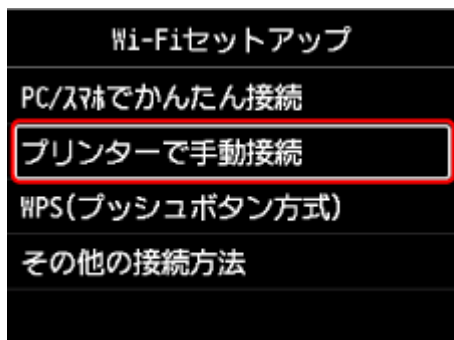 Wi-Fiセットアップ
PC/ｽﾏﾎでかんたん接続
プリンターで手動接続
WPS(プッシュボタン方式)
その他の接続方法